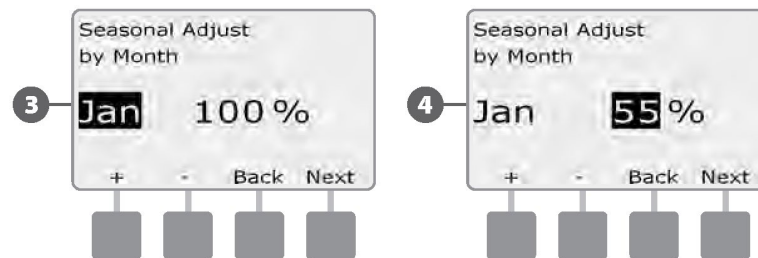 Seasonal Adjust
by Month
3
Jan 100 %
+ - Back Next
Seasonal Adjust
by Month
4
Jan 55 %
+ - Back Next